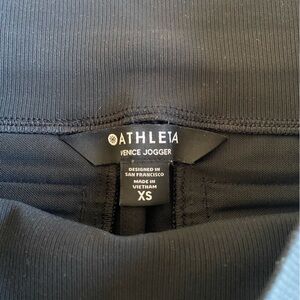 ATHLETA
VENICE JOGGER
DESIGNED IN
SAN FRANCISCO
MADE IN
VIETNAM
XS